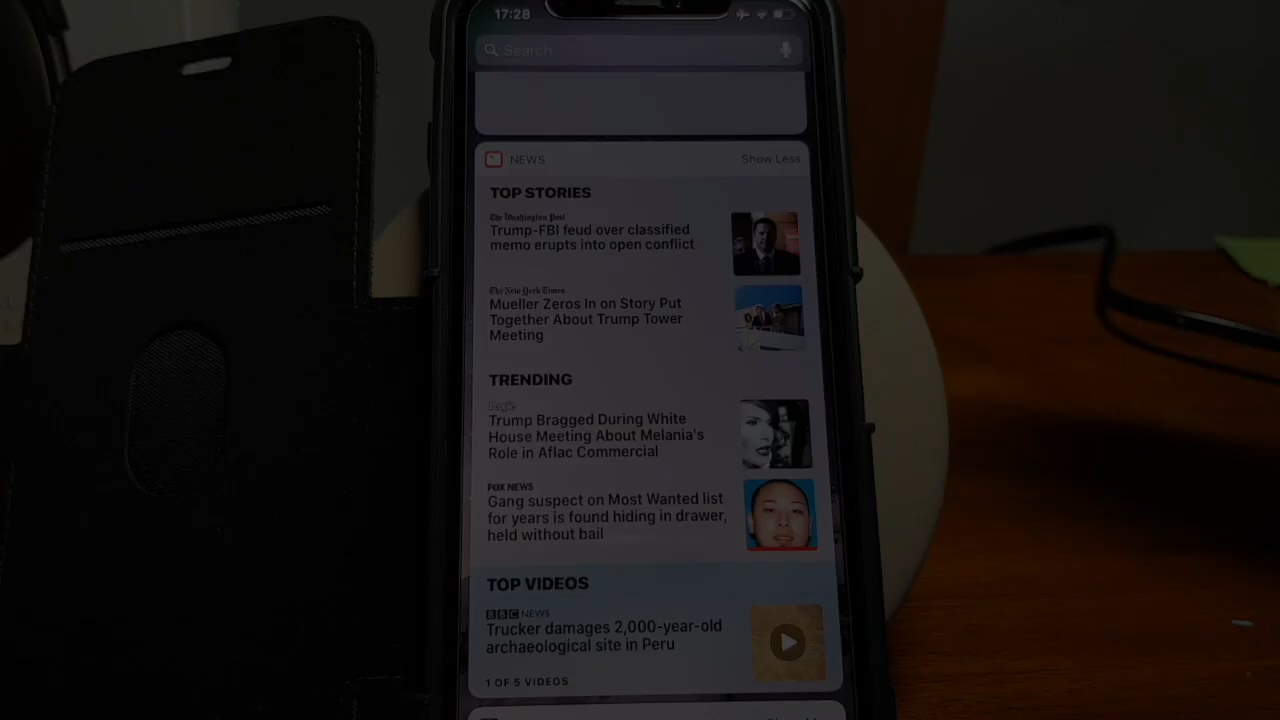 17:28
Search
NEWS
Show Less
TOP STORIES
The Washington Post
Trump-FBI feud over classified
memo erupts into open conflict
The New York Times
Mueller Zeros In on Story Put
Together About Trump Tower
Meeting
TRENDING
People
Trump Bragged During White
House Meeting About Melania's
Role in Aflac Commercial
FOX NEWS
Gang suspect on Most Wanted list
for years is found hiding in drawer,
held without bail
TOP VIDEOS
BBC NEWS
Trucker damages 2,000-year-old
archaeological site in Peru
1 OF 5 VIDEOS